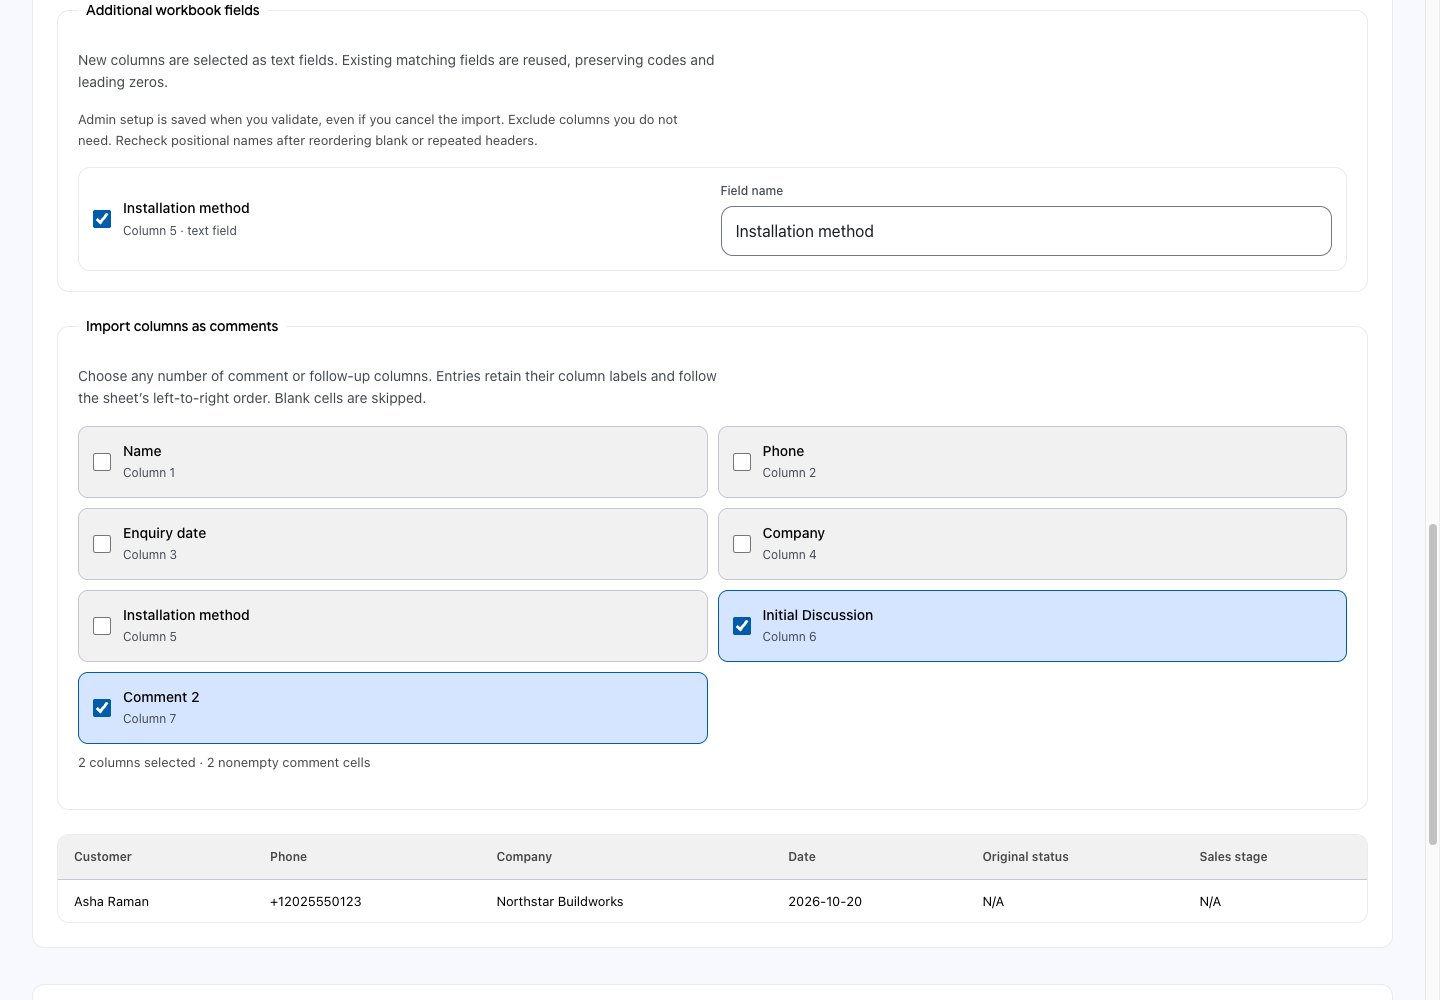 Additional workbook fields
New columns are selected as text fields. Existing matching fields are reused, preserving codes and
leading zeros.
Admin setup is saved when you validate, even if you cancel the import. Exclude columns you do not
need. Recheck positional names after reordering blank or repeated headers.
Installation method
Column 5 · text field
Field name
Installation method
Import columns as comments
Choose any number of comment or follow-up columns. Entries retain their column labels and follow
the sheet's left-to-right order. Blank cells are skipped.
Name
Column 1
Phone
Column 2
Enquiry date
Column 3
Company
Column 4
Installation method
Column 5
Initial Discussion
Column 6
Comment 2
Column 7
2 columns selected · 2 nonempty comment cells
Customer Phone Company Date Original status Sales stage
Asha Raman +12025550123 Northstar Buildworks 2026-10-20 N/A N/A